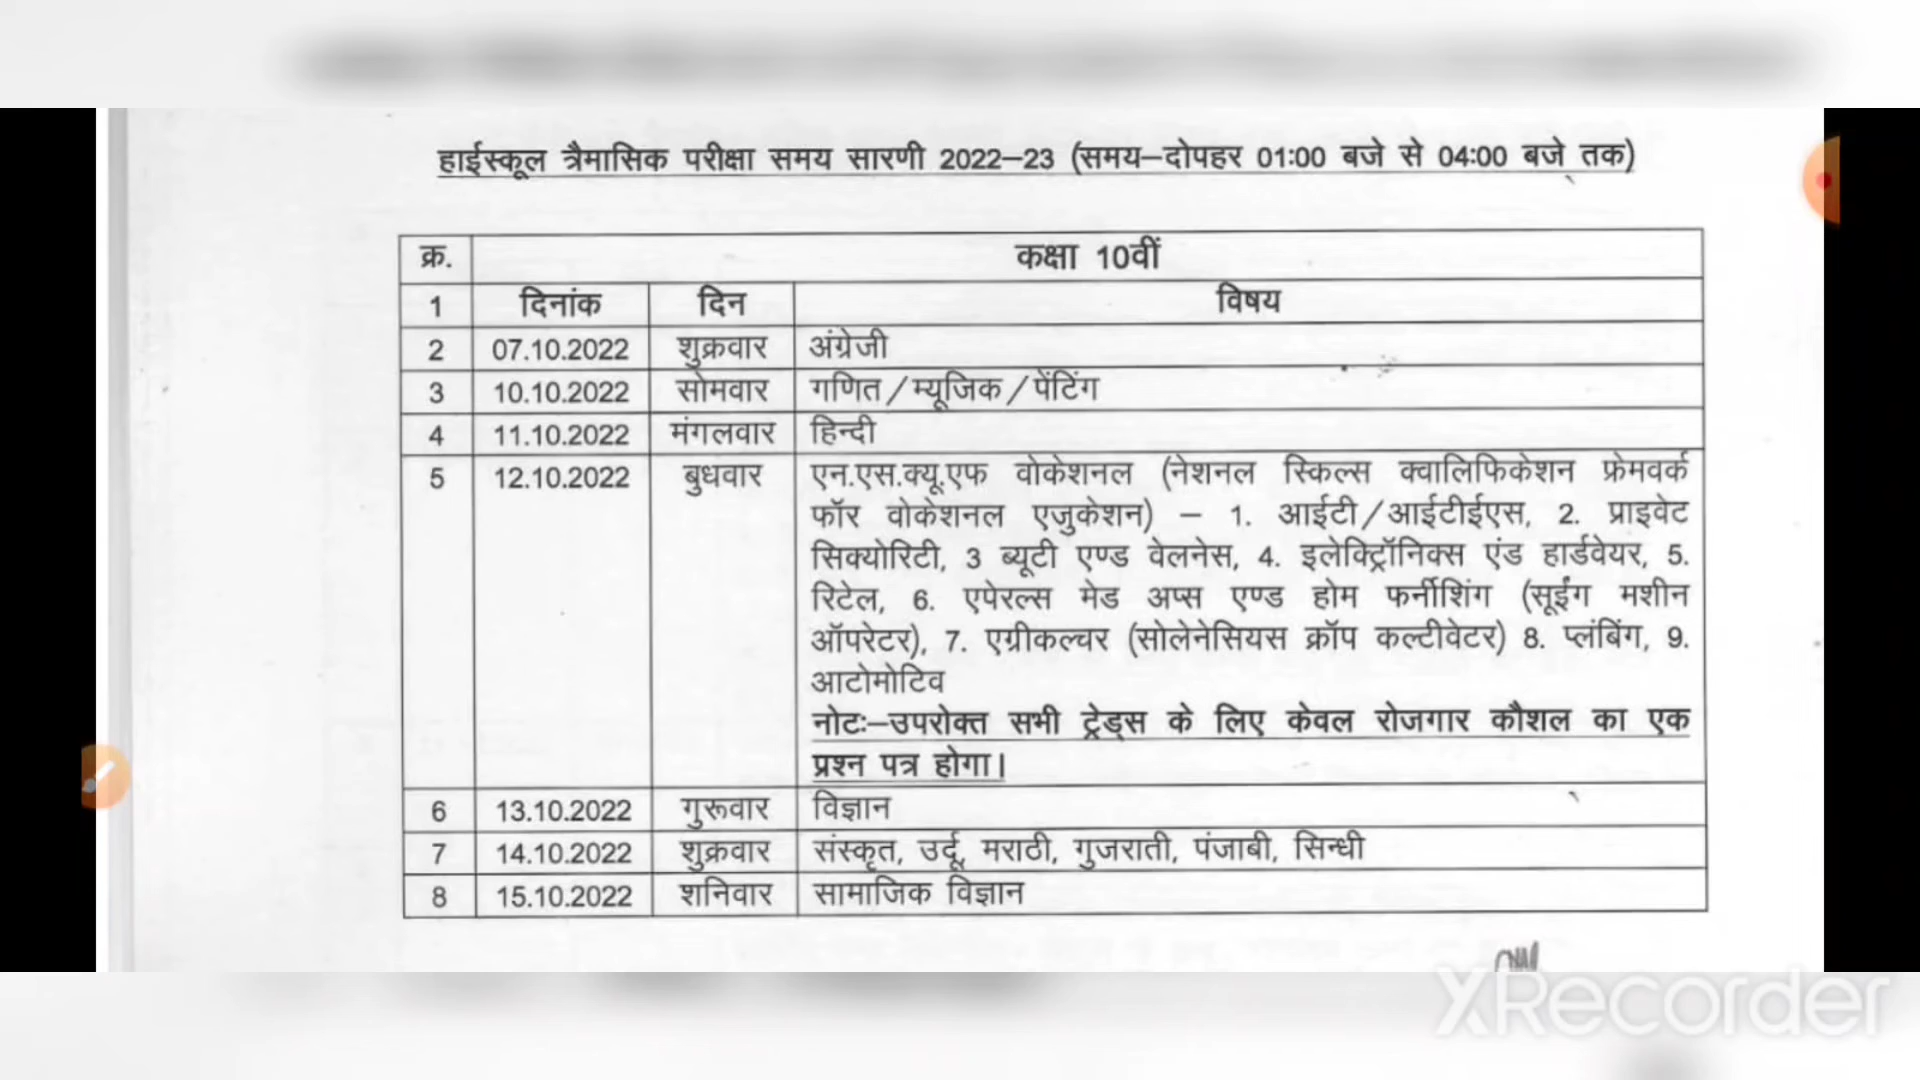 हाईस्कूल त्रैमासिक परीक्षा समय सारणी 2022–23 (समय–दोपहर 01:00 बजे से 04:00 बजे तक)
क्र. कक्षा 10वीं
1 दिनांक दिन विषय
2 07.10.2022 शुक्रवार अंग्रेजी
3 10.10.2022 सोमवार गणित/म्यूजिक/पेंटिंग
4 11.10.2022 मंगलवार हिन्दी
5 12.10.2022 बुधवार एन.एस.क्यू.एफ वोकेशनल (नेशनल स्किल्स क्वालिफिकेशन फ्रेमवर्क
फॉर वोकेशनल एजुकेशन) – 1. आईटी/आईटीईएस, 2. प्राइवेट
सिक्योरिटी, 3 ब्यूटी एण्ड वेलनेस, 4. इलेक्ट्रॉनिक्स एंड हार्डवेयर, 5.
रिटेल, 6. एपेरल्स मेड अप्स एण्ड होम फर्नीशिंग (सूईंग मशीन
ऑपरेटर), 7. एग्रीकल्चर (सोलेनेसियस क्रॉप कल्टीवेटर) 8. प्लंबिंग, 9.
आटोमोटिव
नोटः–उपरोक्त सभी ट्रेड्स के लिए केवल रोजगार कौशल का एक
प्रश्न पत्र होगा।
6 13.10.2022 गुरूवार विज्ञान
7 14.10.2022 शुक्रवार संस्कृत, उर्दू, मराठी, गुजराती, पंजाबी, सिन्धी
8 15.10.2022 शनिवार सामाजिक विज्ञान
XRecorder